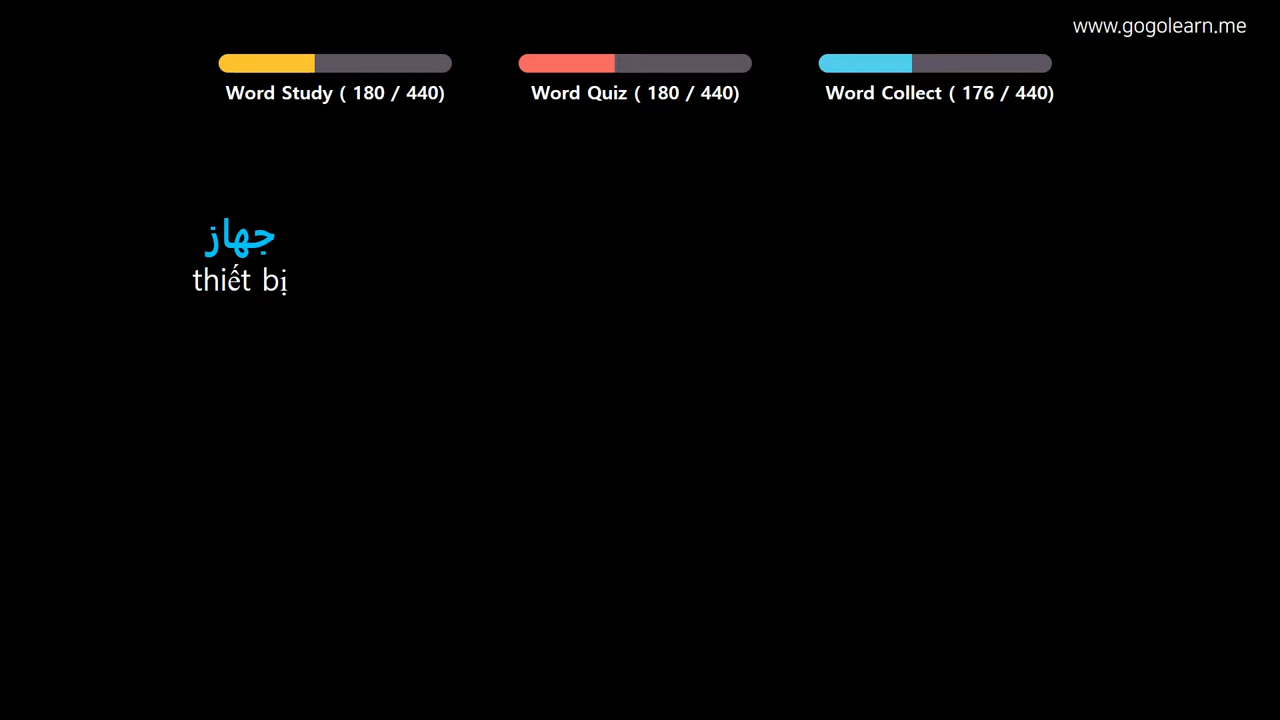 www.gogolearn.me
Word Study ( 180 / 440)
Word Quiz ( 180 / 440)
Word Collect ( 176 / 440)
جهاز
thiết bị